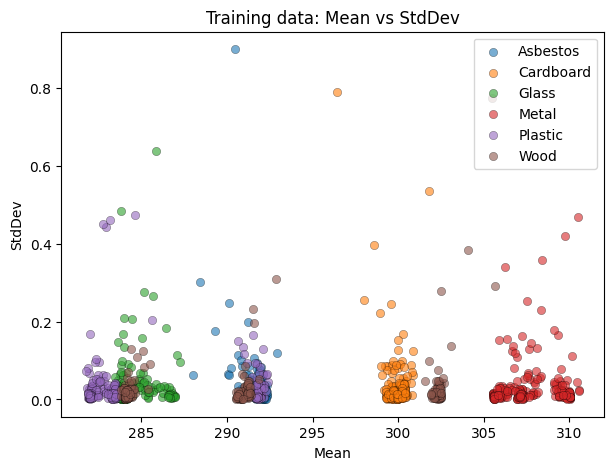 Training data: Mean vs StdDev
Asbestos
Cardboard
Glass
Metal
Plastic
Wood
StdDev
0.8
0.6
0.4
0.2
0.0
285 290 295 300 305 310
Mean